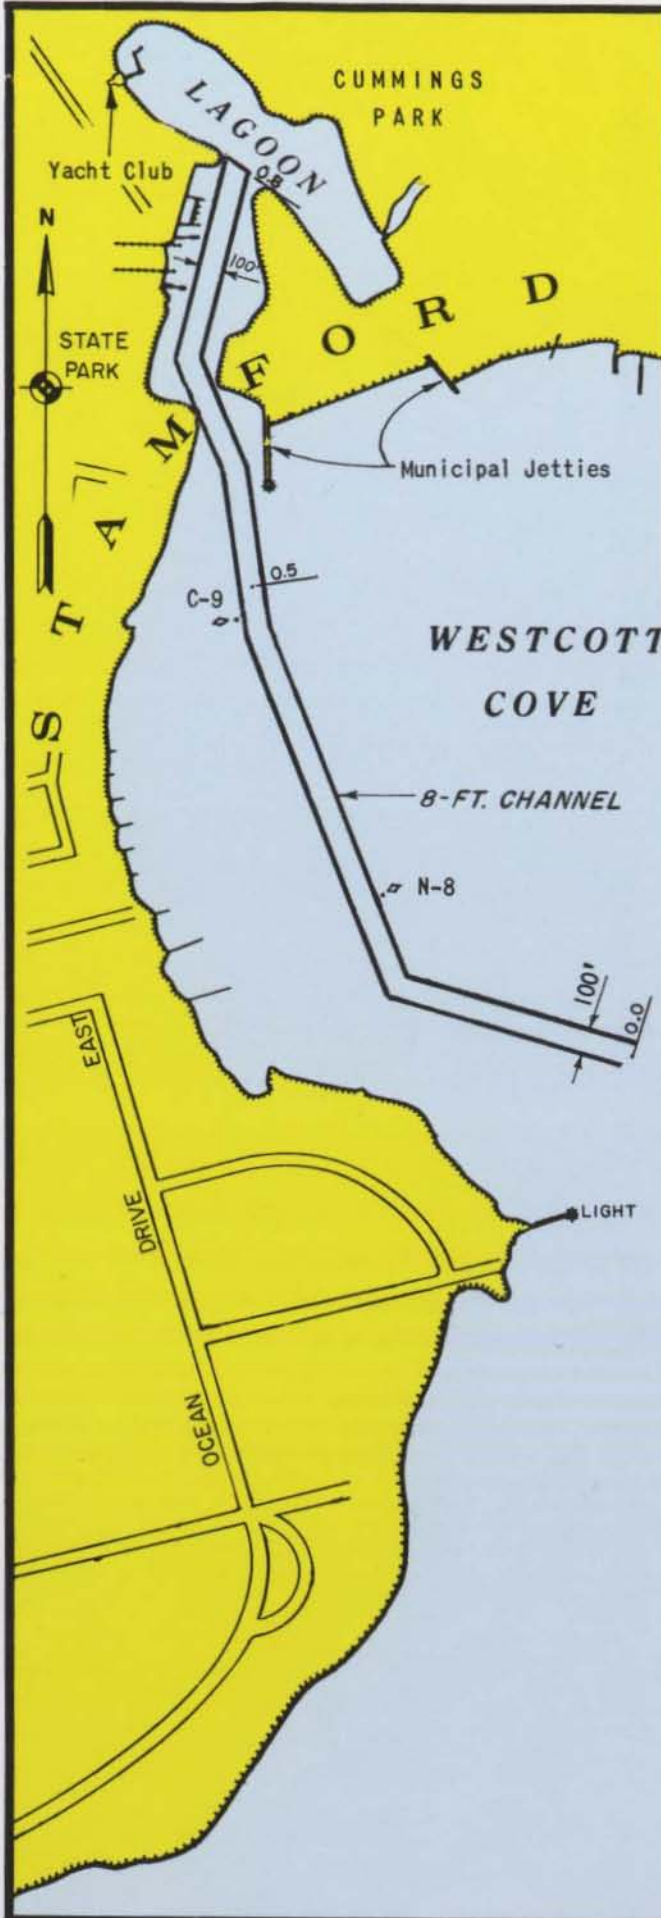 CUMMINGS
PARK
LAGOON
Yacht Club
0.8
N
100'
STATE
PARK
STAMFORD
Municipal Jetties
0.5
C-9
WESTCOTT
COVE
8-FT. CHANNEL
N-8
100'
0.0
EAST
DRIVE
OCEAN
LIGHT